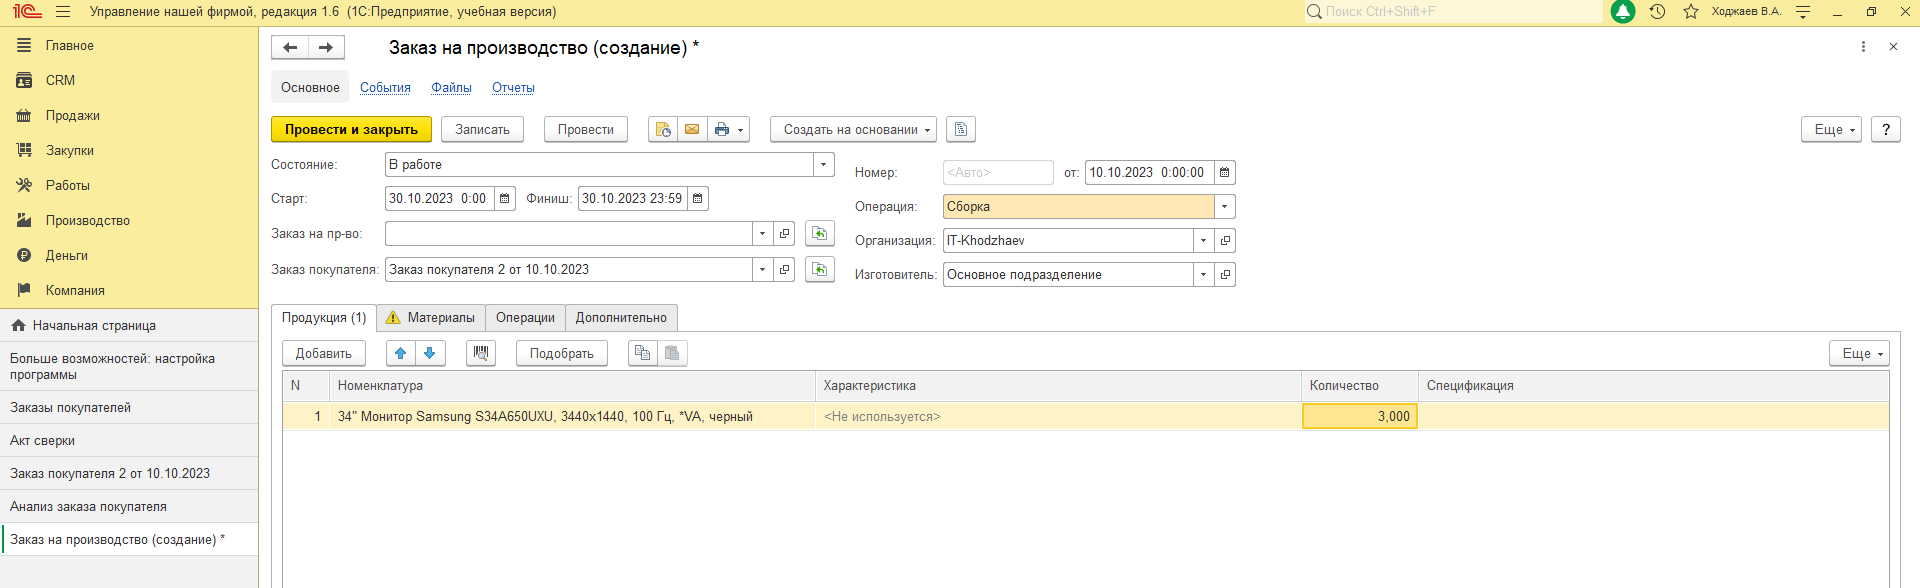 1С Управление нашей фирмой, редакция 1.6 (1С:Предприятие, учебная версия) Поиск Ctrl+Shift+F Ходжаев В.А.
Главное
CRM
Продажи
Закупки
Работы
Производство
Деньги
Компания
Начальная страница
Больше возможностей: настройка
программы
Заказы покупателей
Акт сверки
Заказ покупателя 2 от 10.10.2023
Анализ заказа покупателя
Заказ на производство (создание) *
Заказ на производство (создание) *
Основное События Файлы Отчеты
Провести и закрыть Записать Провести Создать на основании Еще ?
Состояние: В работе
Номер: <Авто> от: 10.10.2023 0:00:00
Старт: 30.10.2023 0:00 Финиш: 30.10.2023 23:59
Операция: Сборка
Заказ на пр-во:
Организация: IT-Khodzhaev
Заказ покупателя: Заказ покупателя 2 от 10.10.2023
Изготовитель: Основное подразделение
Продукция (1) Материалы Операции Дополнительно
Добавить Подобрать Еще
N Номенклатура Характеристика Количество Спецификация
1 34" Монитор Samsung S34A650UXU, 3440x1440, 100 Гц, *VA, черный <Не используется> 3,000